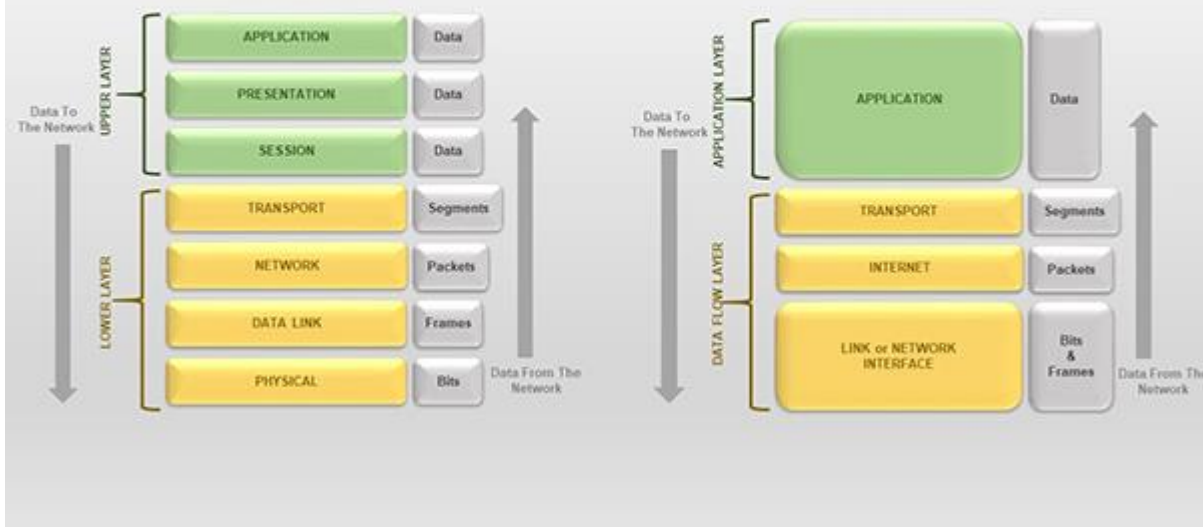 UPPER LAYER
APPLICATION
Data
PRESENTATION
Data
SESSION
Data
Data To
The Network
LOWER LAYER
TRANSPORT
Segments
NETWORK
Packets
DATA LINK
Frames
PHYSICAL
Bits
Data From The
Network
APPLICATION LAYER
APPLICATION
Data
Data To
The Network
DATA FLOW LAYER
TRANSPORT
Segments
INTERNET
Packets
LINK or NETWORK
INTERFACE
Bits
&
Frames
Data From The
Network